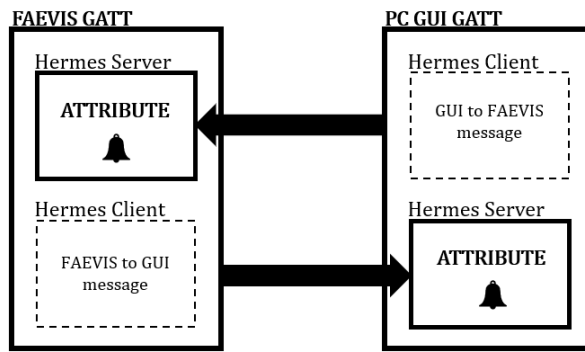 FAEVIS GATT
Hermes Server
ATTRIBUTE
Hermes Client
FAEVIS to GUI
message
PC GUI GATT
Hermes Client
GUI to FAEVIS
message
Hermes Server
ATTRIBUTE